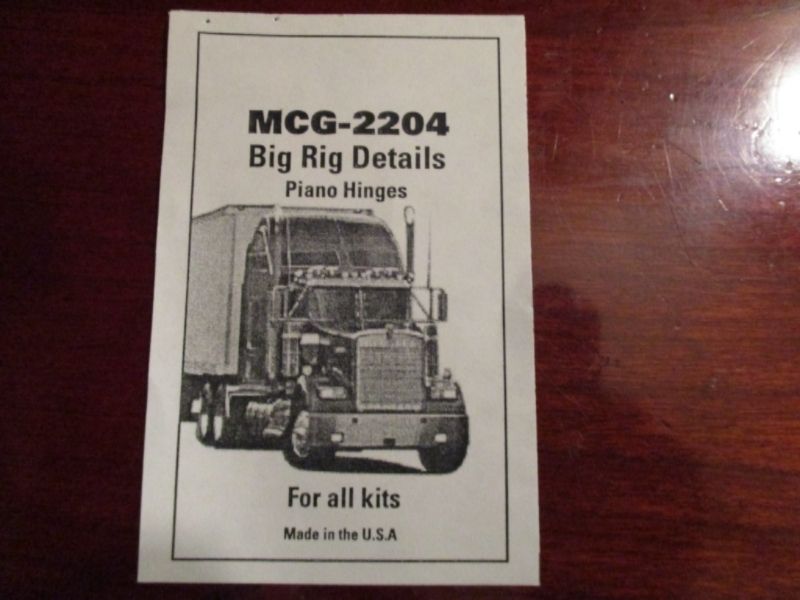 MCG-2204
Big Rig Details
Piano Hinges
For all kits
Made in the U.S.A